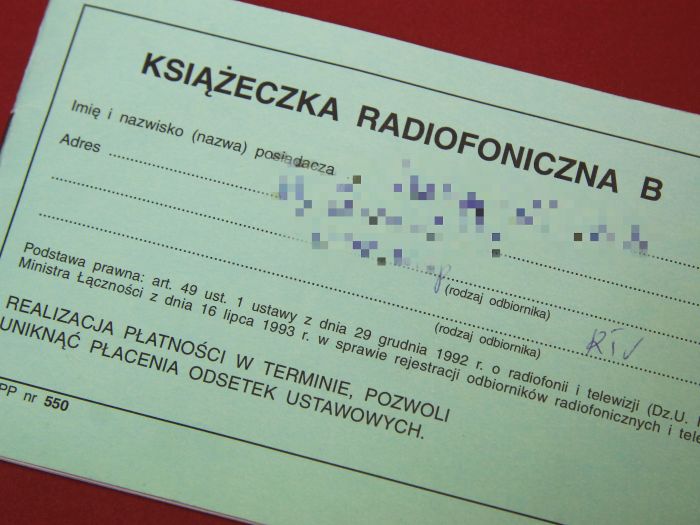 KSIĄŻECZKA RADIOFONICZNA B
Imię i nazwisko (nazwa) posiadacza
Adres
(rodzaj odbiornika)
(rodzaj odbiornika)
RTV
Podstawa prawna: art. 49 ust. 1 ustawy z dnia 29 grudnia 1992 r. o radiofonii i telewizji (Dz.U.
Ministra Łączności z dnia 16 lipca 1993 r. w sprawie rejestracji odbiorników radiofonicznych i
REALIZACJA PŁATNOŚCI W TERMINIE, POZWOLI
UNIKNĄĆ PŁACENIA ODSETEK USTAWOWYCH.
PP nr 550